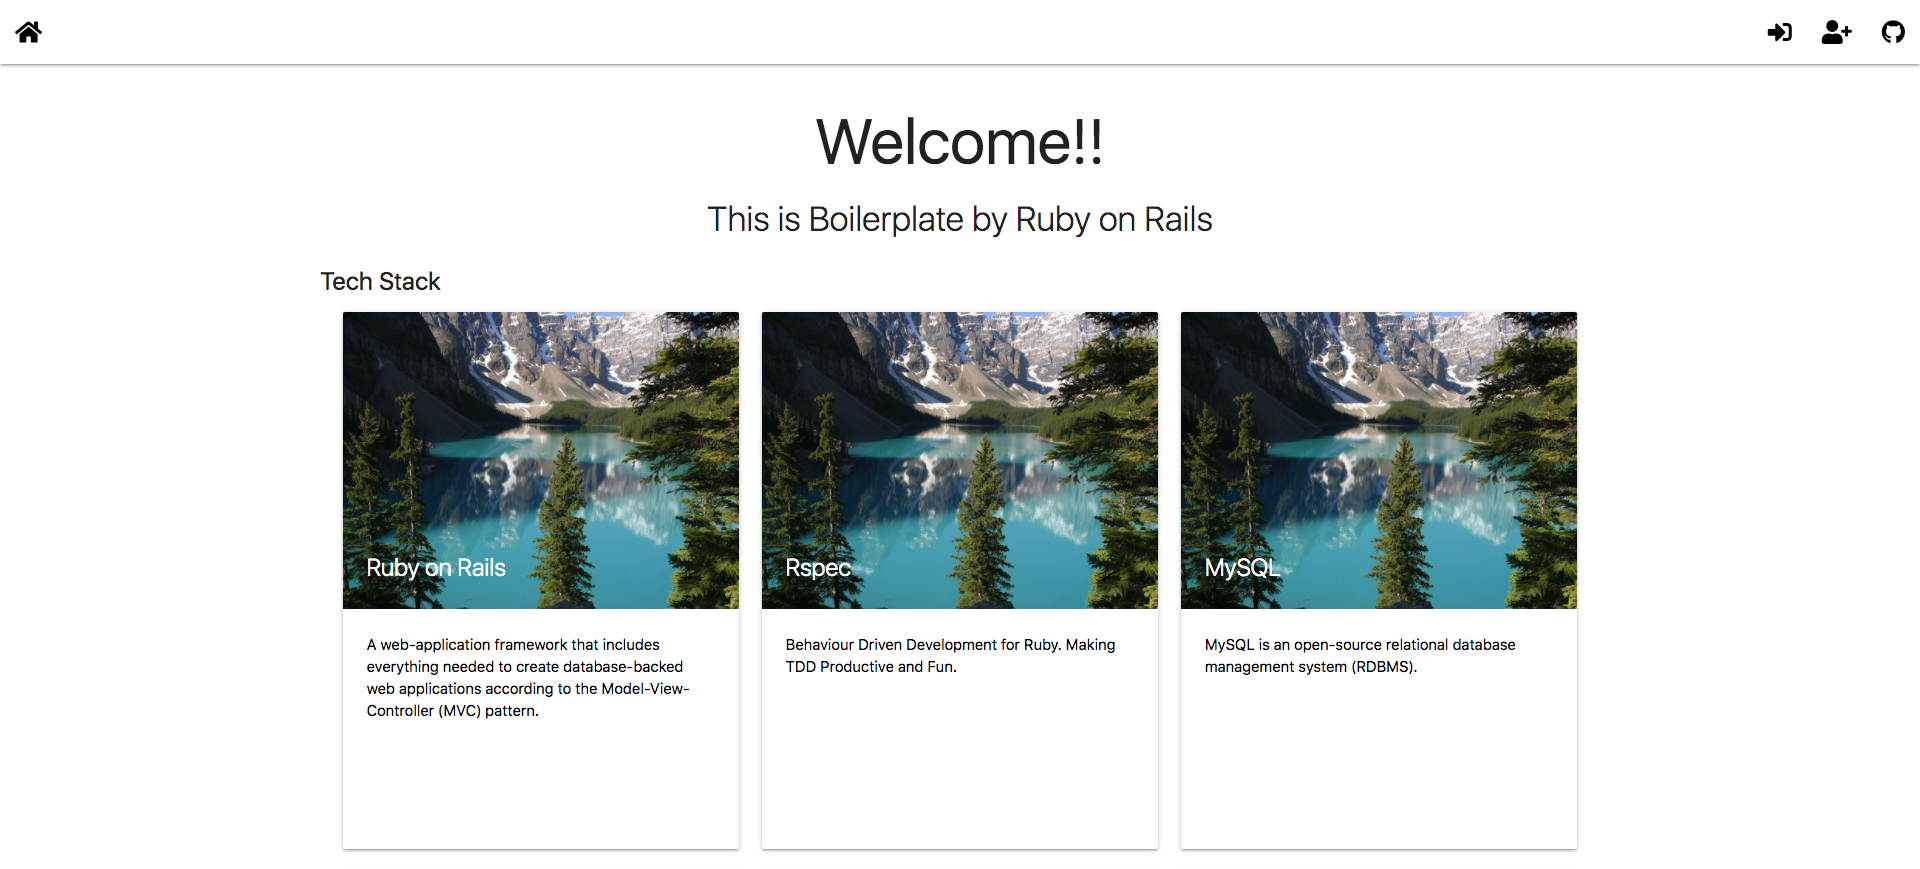 Welcome!!
This is Boilerplate by Ruby on Rails
Tech Stack
Ruby on Rails
A web-application framework that includes
everything needed to create database-backed
web applications according to the Model-View-
Controller (MVC) pattern.
Rspec
Behaviour Driven Development for Ruby. Making
TDD Productive and Fun.
MySQL
MySQL is an open-source relational database
management system (RDBMS).